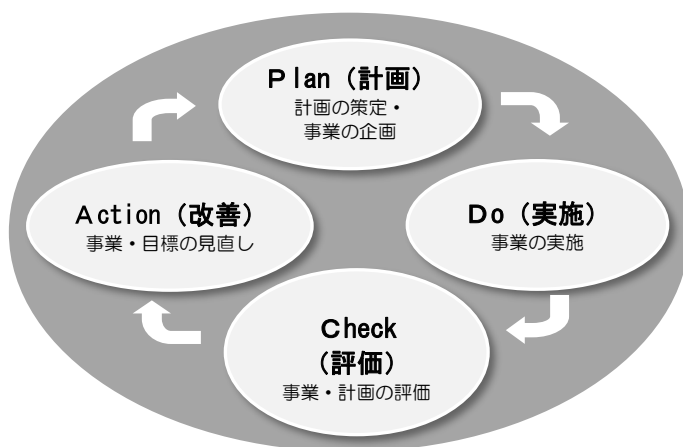 Plan（計画）
計画の策定・
事業の企画
Action（改善）
事業・目標の見直し
Do（実施）
事業の実施
Check
（評価）
事業・計画の評価